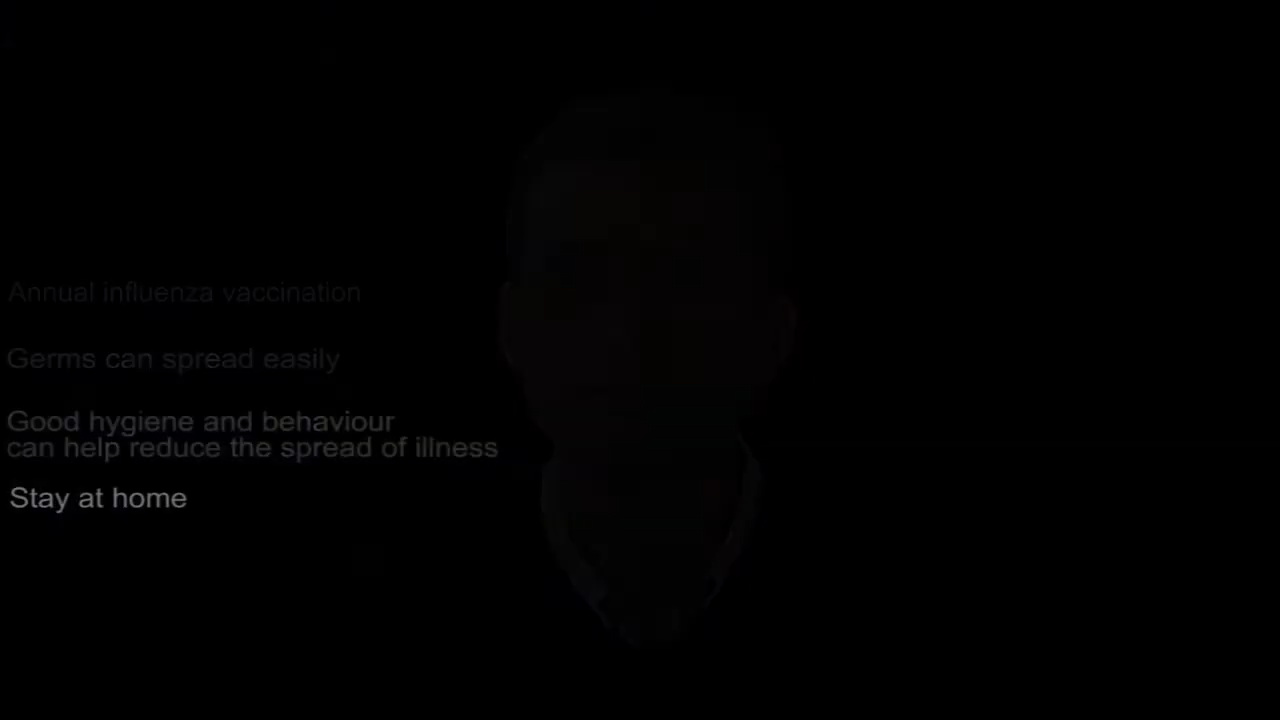 Annual influenza vaccination
Germs can spread easily
Good hygiene and behaviour
can help reduce the spread of illness
Stay at home